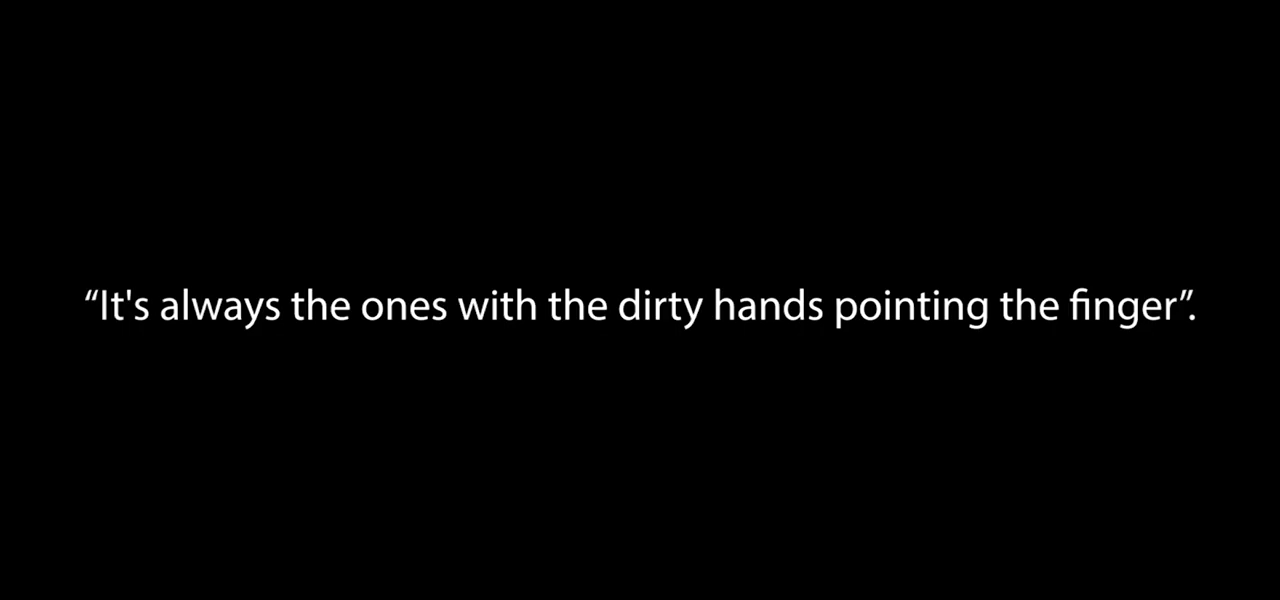 “It's always the ones with the dirty hands pointing the finger”.